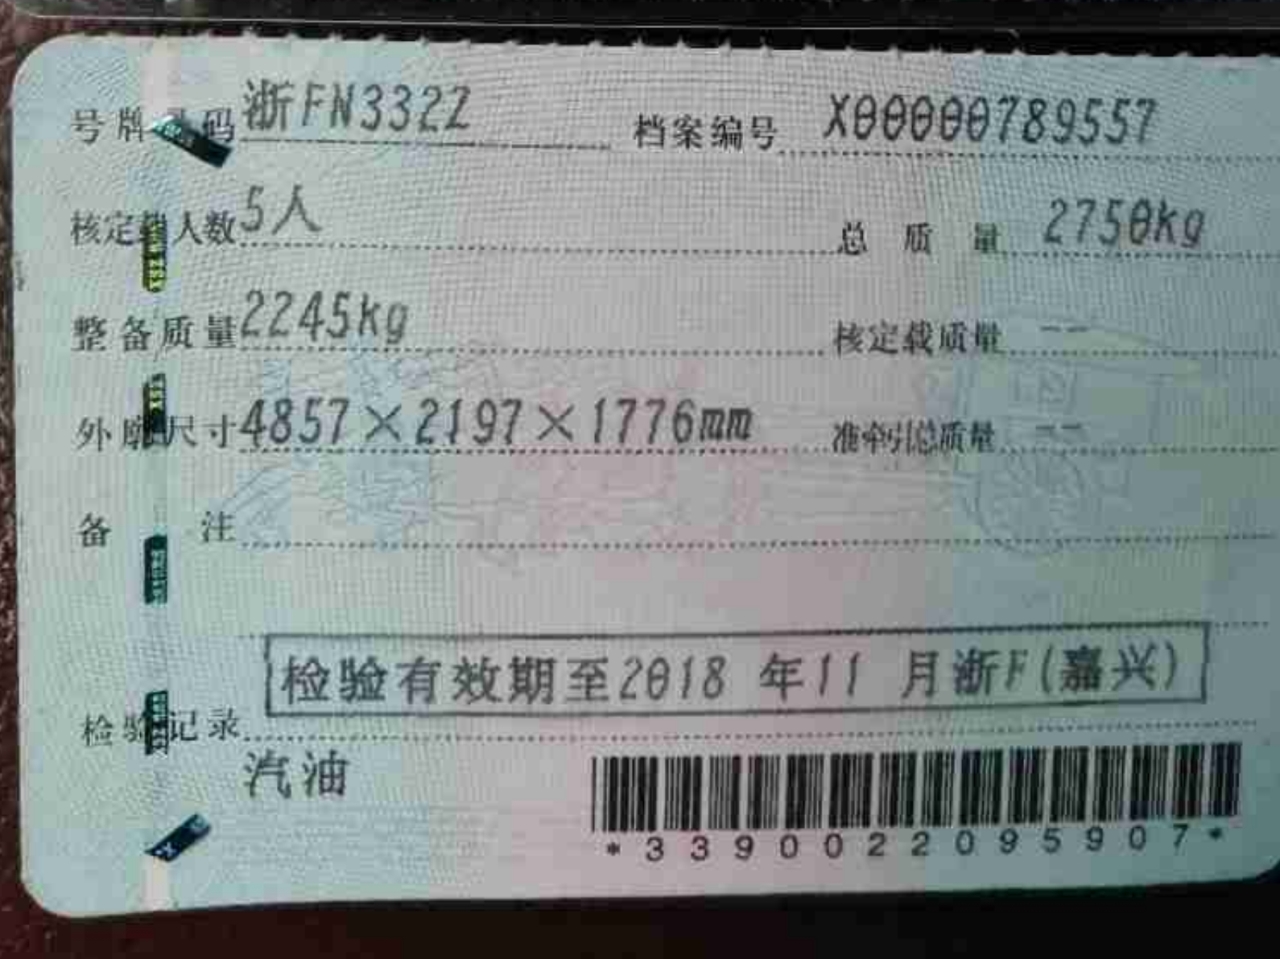 号牌号码 浙FN3322 档案编号 X00000789557
核定载人数 5人 总质量 2750kg
整备质量 2245kg 核定载质量 --
外廓尺寸 4857×2197×1776mm 准牵引总质量 --
备注
检验有效期至2018 年11 月浙F(嘉兴)
检验记录
汽油
*3390022095907*